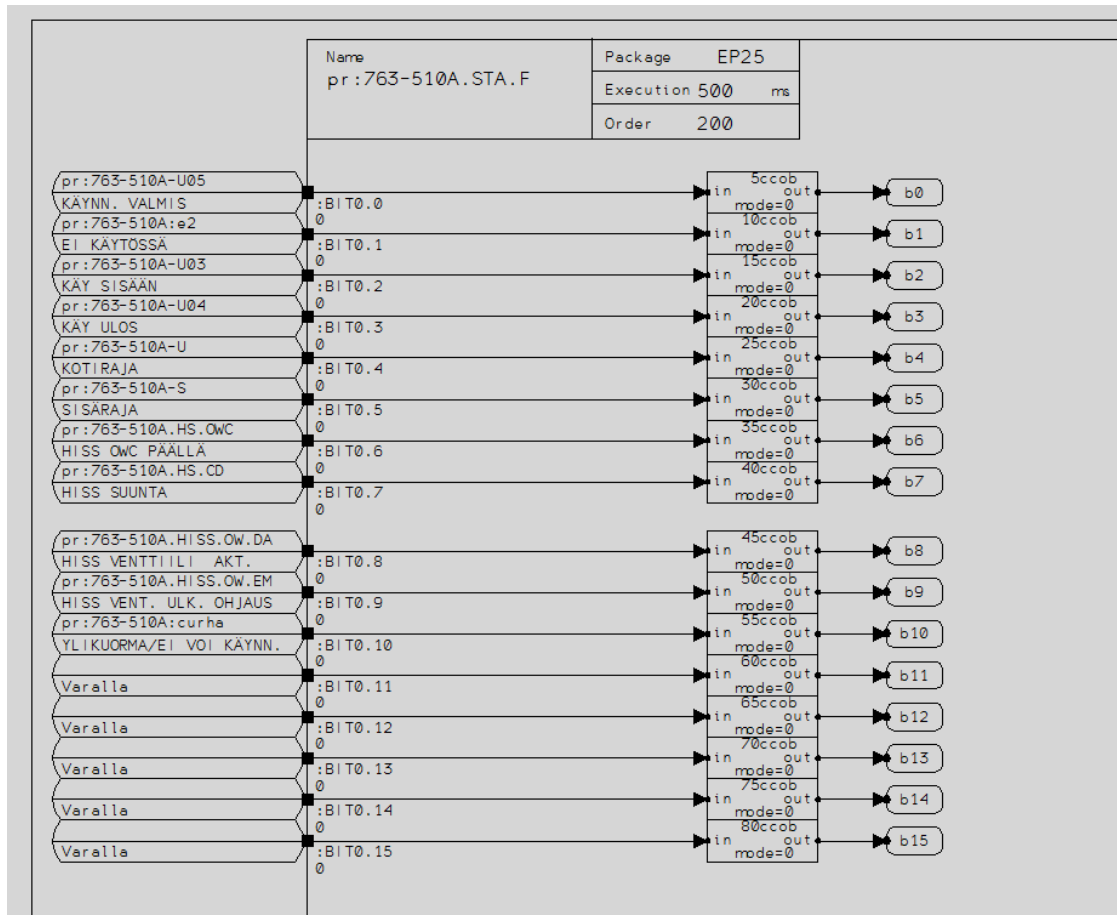 Name
pr:763-510A.STA.F
Package EP25
Execution 500 ms
Order 200
pr:763-510A-U05
KÄYNN. VALMIS
:BIT0.0
0
5ccob
in out
mode=0
b0
pr:763-510A:e2
EI KÄYTÖSSÄ
:BIT0.1
0
10ccob
in out
mode=0
b1
pr:763-510A-U03
KÄY SISÄÄN
:BIT0.2
0
15ccob
in out
mode=0
b2
pr:763-510A-U04
KÄY ULOS
:BIT0.3
0
20ccob
in out
mode=0
b3
pr:763-510A-U
KOTIRAJA
:BIT0.4
0
25ccob
in out
mode=0
b4
pr:763-510A-S
SISÄRAJA
:BIT0.5
0
30ccob
in out
mode=0
b5
pr:763-510A.HS.OWC
HISS OWC PÄÄLLÄ
:BIT0.6
0
35ccob
in out
mode=0
b6
pr:763-510A.HS.CD
HISS SUUNTA
:BIT0.7
0
40ccob
in out
mode=0
b7
pr:763-510A.HISS.OW.DA
HISS VENTTIILI AKT.
:BIT0.8
0
45ccob
in out
mode=0
b8
pr:763-510A.HISS.OW.EM
HISS VENT. ULK. OHJAUS
:BIT0.9
0
50ccob
in out
mode=0
b9
pr:763-510A:curha
YLIKUORMA/EI VOI KÄYNN.
:BIT0.10
0
55ccob
in out
mode=0
b10
Varalla
:BIT0.11
0
60ccob
in out
mode=0
b11
Varalla
:BIT0.12
0
65ccob
in out
mode=0
b12
Varalla
:BIT0.13
0
70ccob
in out
mode=0
b13
Varalla
:BIT0.14
0
75ccob
in out
mode=0
b14
Varalla
:BIT0.15
0
80ccob
in out
mode=0
b15